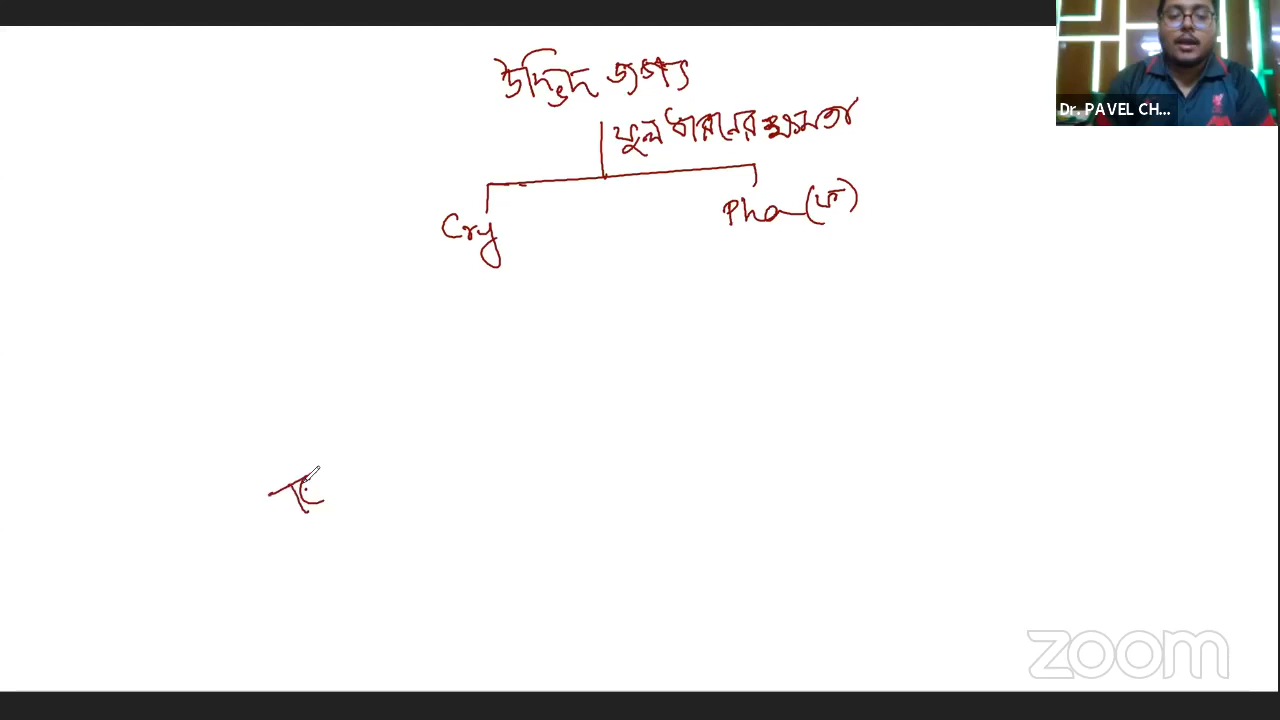 Dr. PAVEL CH...
উদ্ভিদ জগৎ
ফুল ধারনের ক্ষমতা
Cry
Pha (ফ)
zoom